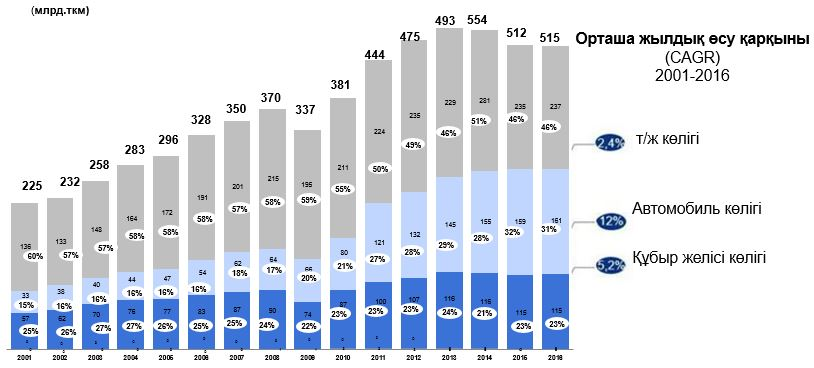 (млрд.ткм)
Орташа жылдық өсу қарқыны
(CAGR)
2001-2016
225 232 258 283 296 328 350 370 337 381 444 475 493 554 512 515
136 133 148 164 172 191 201 215 195 211 224 235 229 281 235 237
60% 57% 57% 58% 58% 58% 57% 58% 59% 55% 50% 49% 46% 51% 46% 46%
2,4% т/ж көлігі
33 38 40 44 47 54 62 64 66 80 121 132 145 155 159 161
15% 16% 16% 16% 16% 16% 18% 17% 20% 21% 27% 28% 29% 28% 32% 31%
12% Автомобиль көлігі
5,2% Құбыр желісі көлігі
57 62 70 76 77 83 87 90 74 87 100 107 116 116 115 115
25% 26% 27% 27% 26% 25% 25% 24% 22% 23% 23% 23% 24% 21% 23% 23%
2001 2002 2003 2004 2005 2006 2007 2008 2009 2010 2011 2012 2013 2014 2015 2016